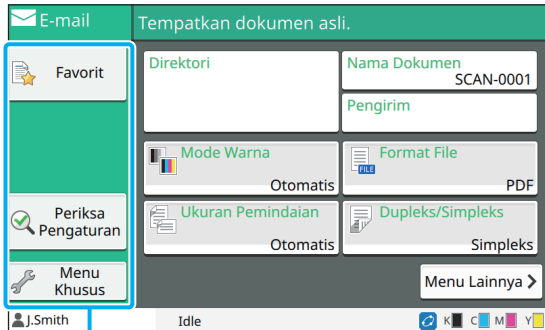 E-mail
Tempatkan dokumen asli.
Favorit
Periksa
Pengaturan
Menu
Khusus
Direktori
Nama Dokumen
SCAN-0001
Pengirim
Mode Warna
Otomatis
FILE
Format File
PDF
Ukuran Pemindaian
Otomatis
Dupleks/Simpleks
Simpleks
Menu Lainnya
J.Smith
Idle
K C M Y